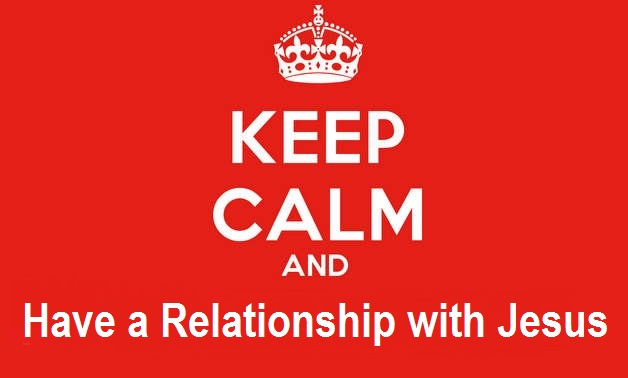 KEEP
CALM
AND
Have a Relationship with Jesus